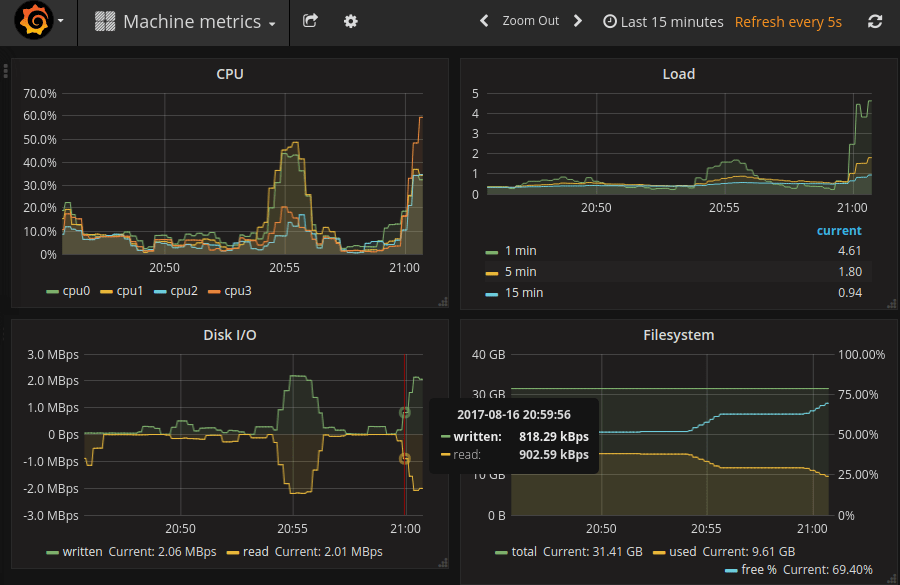 Machine metrics
Zoom Out
Last 15 minutes
Refresh every 5s
CPU
70.0%
60.0%
50.0%
40.0%
30.0%
20.0%
10.0%
0%
20:50 20:55 21:00
cpu0 cpu1 cpu2 cpu3
Load
5
4
3
2
1
0
20:50 20:55 21:00
current
1 min 4.61
5 min 1.80
15 min 0.94
Disk I/O
3.0 MBps
2.0 MBps
1.0 MBps
0 Bps
-1.0 MBps
-2.0 MBps
-3.0 MBps
20:50 20:55 21:00
written Current: 2.06 MBps read Current: 2.01 MBps
2017-08-16 20:59:56
written: 818.29 kBps
read: 902.59 kBps
Filesystem
40 GB 100.00%
30 GB 75.00%
50.00%
10 GB 25.00%
0 B 0%
20:50 20:55 21:00
total Current: 31.41 GB used Current: 9.61 GB
free % Current: 69.40%